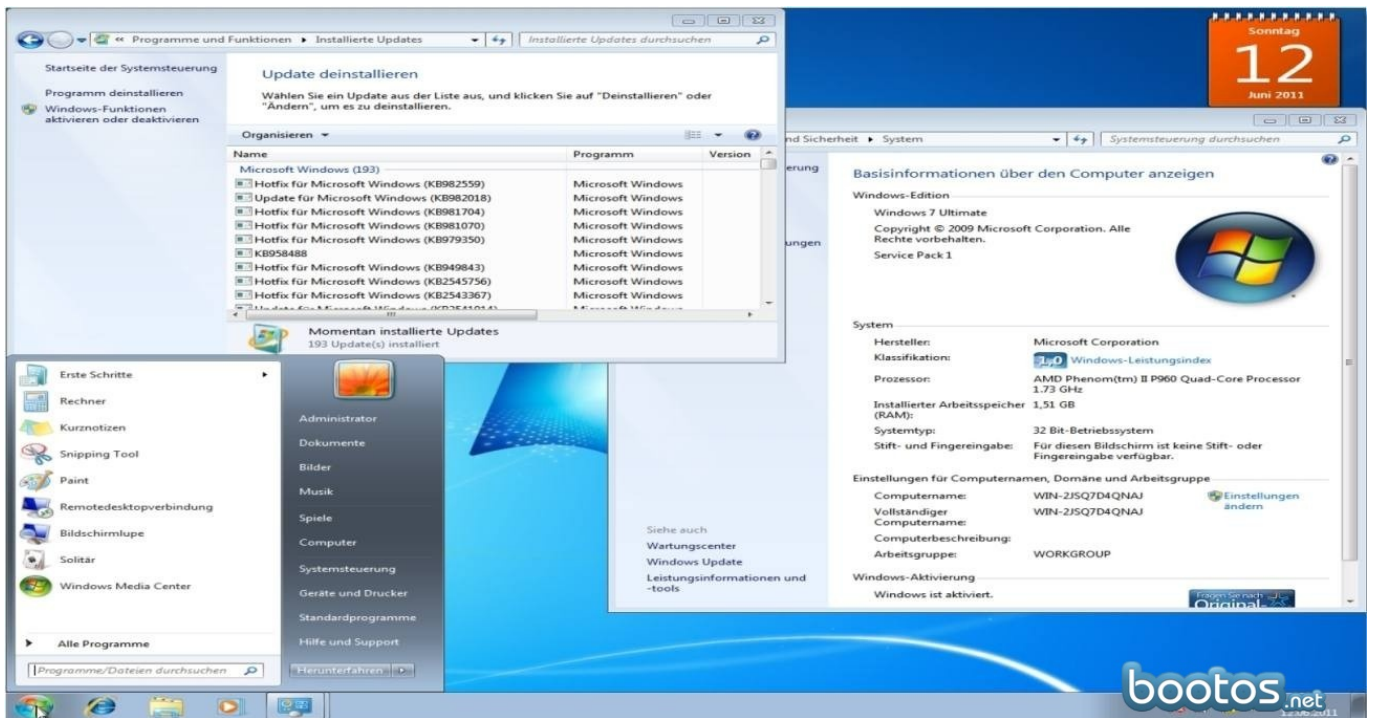 « Programme und Funktionen ▸ Installierte Updates
Installierte Updates durchsuchen
Startseite der Systemsteuerung
Programm deinstallieren
Windows-Funktionen
aktivieren oder deaktivieren
Update deinstallieren
Wählen Sie ein Update aus der Liste aus, und klicken Sie auf "Deinstallieren" oder
"Ändern", um es zu deinstallieren.
Organisieren
Name Programm Version
Microsoft Windows (193)
Hotfix für Microsoft Windows (KB982559) Microsoft Windows
Update für Microsoft Windows (KB982018) Microsoft Windows
Hotfix für Microsoft Windows (KB981704) Microsoft Windows
Hotfix für Microsoft Windows (KB981070) Microsoft Windows
Hotfix für Microsoft Windows (KB979350) Microsoft Windows
KB958488 Microsoft Windows
Hotfix für Microsoft Windows (KB949843) Microsoft Windows
Hotfix für Microsoft Windows (KB2545756) Microsoft Windows
Hotfix für Microsoft Windows (KB2543367) Microsoft Windows
Momentan installierte Updates
193 Update(s) installiert
Sonntag
12
Juni 2011
nd Sicherheit ▸ System
Systemsteuerung durchsuchen
erung
ungen
Basisinformationen über den Computer anzeigen
Windows-Edition
Windows 7 Ultimate
Copyright © 2009 Microsoft Corporation. Alle
Rechte vorbehalten.
Service Pack 1
System
Hersteller: Microsoft Corporation
Klassifikation: 1,0 Windows-Leistungsindex
Prozessor: AMD Phenom(tm) II P960 Quad-Core Processor
1.73 GHz
Installierter Arbeitsspeicher 1,51 GB
(RAM):
Systemtyp: 32 Bit-Betriebssystem
Stift- und Fingereingabe: Für diesen Bildschirm ist keine Stift- oder
Fingereingabe verfügbar.
Einstellungen für Computernamen, Domäne und Arbeitsgruppe
Computername: WIN-2JSQ7D4QNAJ Einstellungen
ändern
Vollständiger WIN-2JSQ7D4QNAJ
Computername:
Computerbeschreibung:
Arbeitsgruppe: WORKGROUP
Windows-Aktivierung
Windows ist aktiviert.
Fragen Sie nach
Original-
Siehe auch
Wartungscenter
Windows Update
Leistungsinformationen und
-tools
Erste Schritte
Rechner
Kurznotizen
Snipping Tool
Paint
Remotedesktopverbindung
Bildschirmlupe
Solitär
Windows Media Center
Alle Programme
Programme/Dateien durchsuchen
Administrator
Dokumente
Bilder
Musik
Spiele
Computer
Systemsteuerung
Geräte und Drucker
Standardprogramme
Hilfe und Support
Herunterfahren
bootos.net
12.06.2011